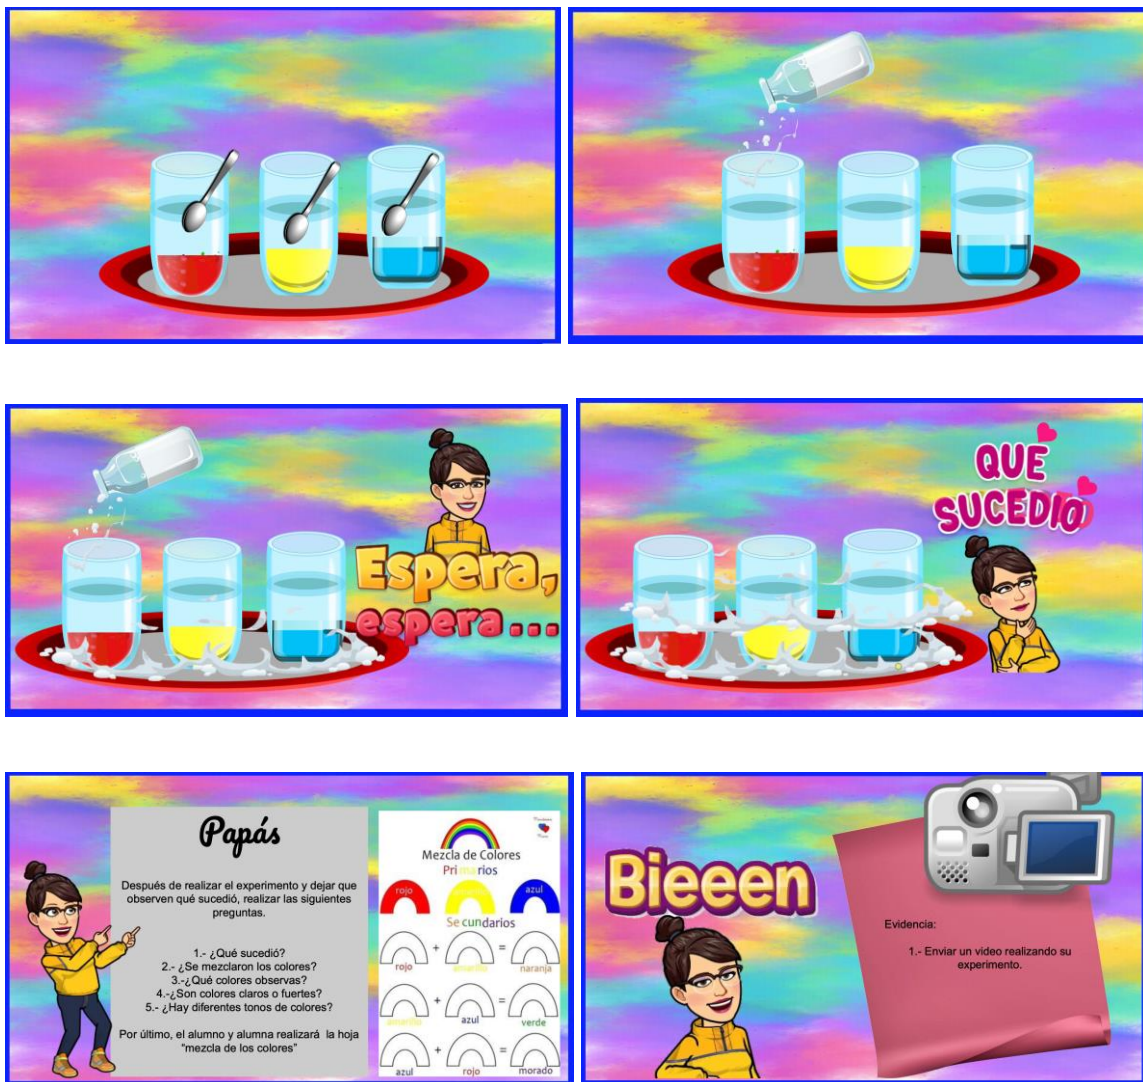 Espera,
espera...
QUE
SUCEDIO
Papás
Después de realizar el experimento y dejar que
observen qué sucedió, realizar las siguientes
preguntas.
1.- ¿Qué sucedió?
2.- ¿Se mezclaron los colores?
3.-¿Qué colores observas?
4.-¿Son colores claros o fuertes?
5.- ¿Hay diferentes tonos de colores?
Por último, el alumno y alumna realizará la hoja
"mezcla de los colores"
Mezcla de Colores
Primarios
rojo amarillo azul
Secundarios
+ =
rojo amarillo naranja
+ =
amarillo azul verde
+ =
azul rojo morado
Bieeen
Evidencia:
1.- Enviar un video realizando su
experimento.